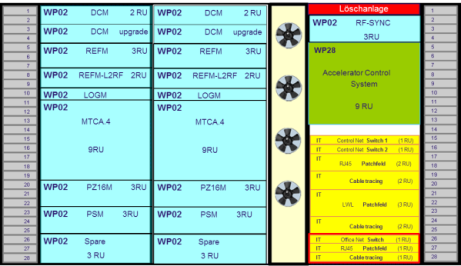 Löschanlage
1 WP02 DCM 2 RU WP02 DCM 2 RU 1
2 WP02 RF-SYNC 2
3 WP02 DCM upgrade WP02 DCM upgrade 3RU 3
4 4
5 WP02 REFM 3RU WP02 REFM 3RU WP28 5
6 6
7 Accelerator Control 7
8 WP02 REFM-L2RF 2RU WP02 REFM-L2RF 2RU System 8
9 9
10 WP02 LOGM WP02 LOGM 9 RU 10
11 WP02 WP02 11
12 12
13 MTCA.4 MTCA.4 13
14 14
15 IT Control Net Switch 1 (1 RU) 15
16 9RU 9RU IT Control Net Switch 2 (1 RU) 16
17 IT 17
18 RJ45 Patchfeld (2 RU) 18
19 IT 19
20 WP02 PZ16M 3RU WP02 PZ16M 3RU Cable tracing (2 RU) 20
21 IT 21
22 LWL Patchfeld (3 RU) 22
23 WP02 PSM 3RU WP02 PSM 3RU 23
24 IT 24
25 Cable tracing (2 RU) 25
26 WP02 Spare WP02 Spare IT Office Net Switch (1 RU) 26
27 IT RJ45 Patchfeld (1 RU) 27
28 3 RU 3 RU IT Cable tracing (1 RU) 28